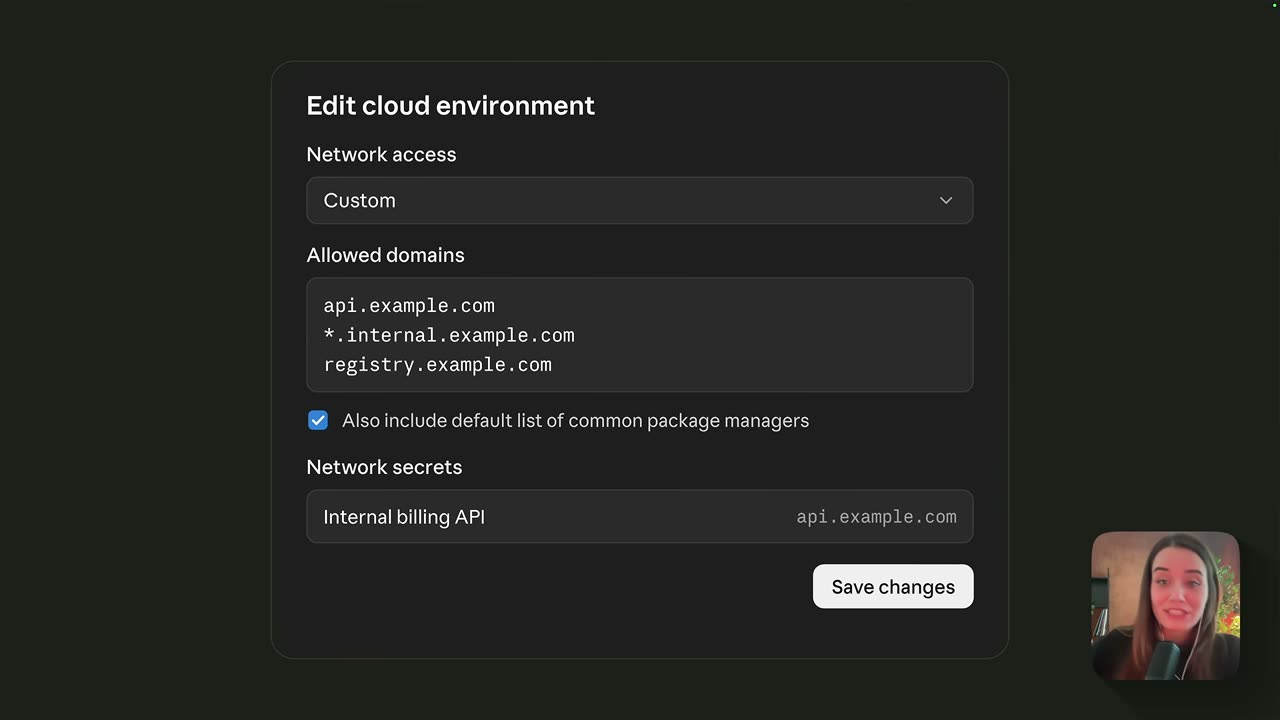 Edit cloud environment
Network access
Custom
Allowed domains
api.example.com
*.internal.example.com
registry.example.com
Also include default list of common package managers
Network secrets
Internal billing API api.example.com
Save changes